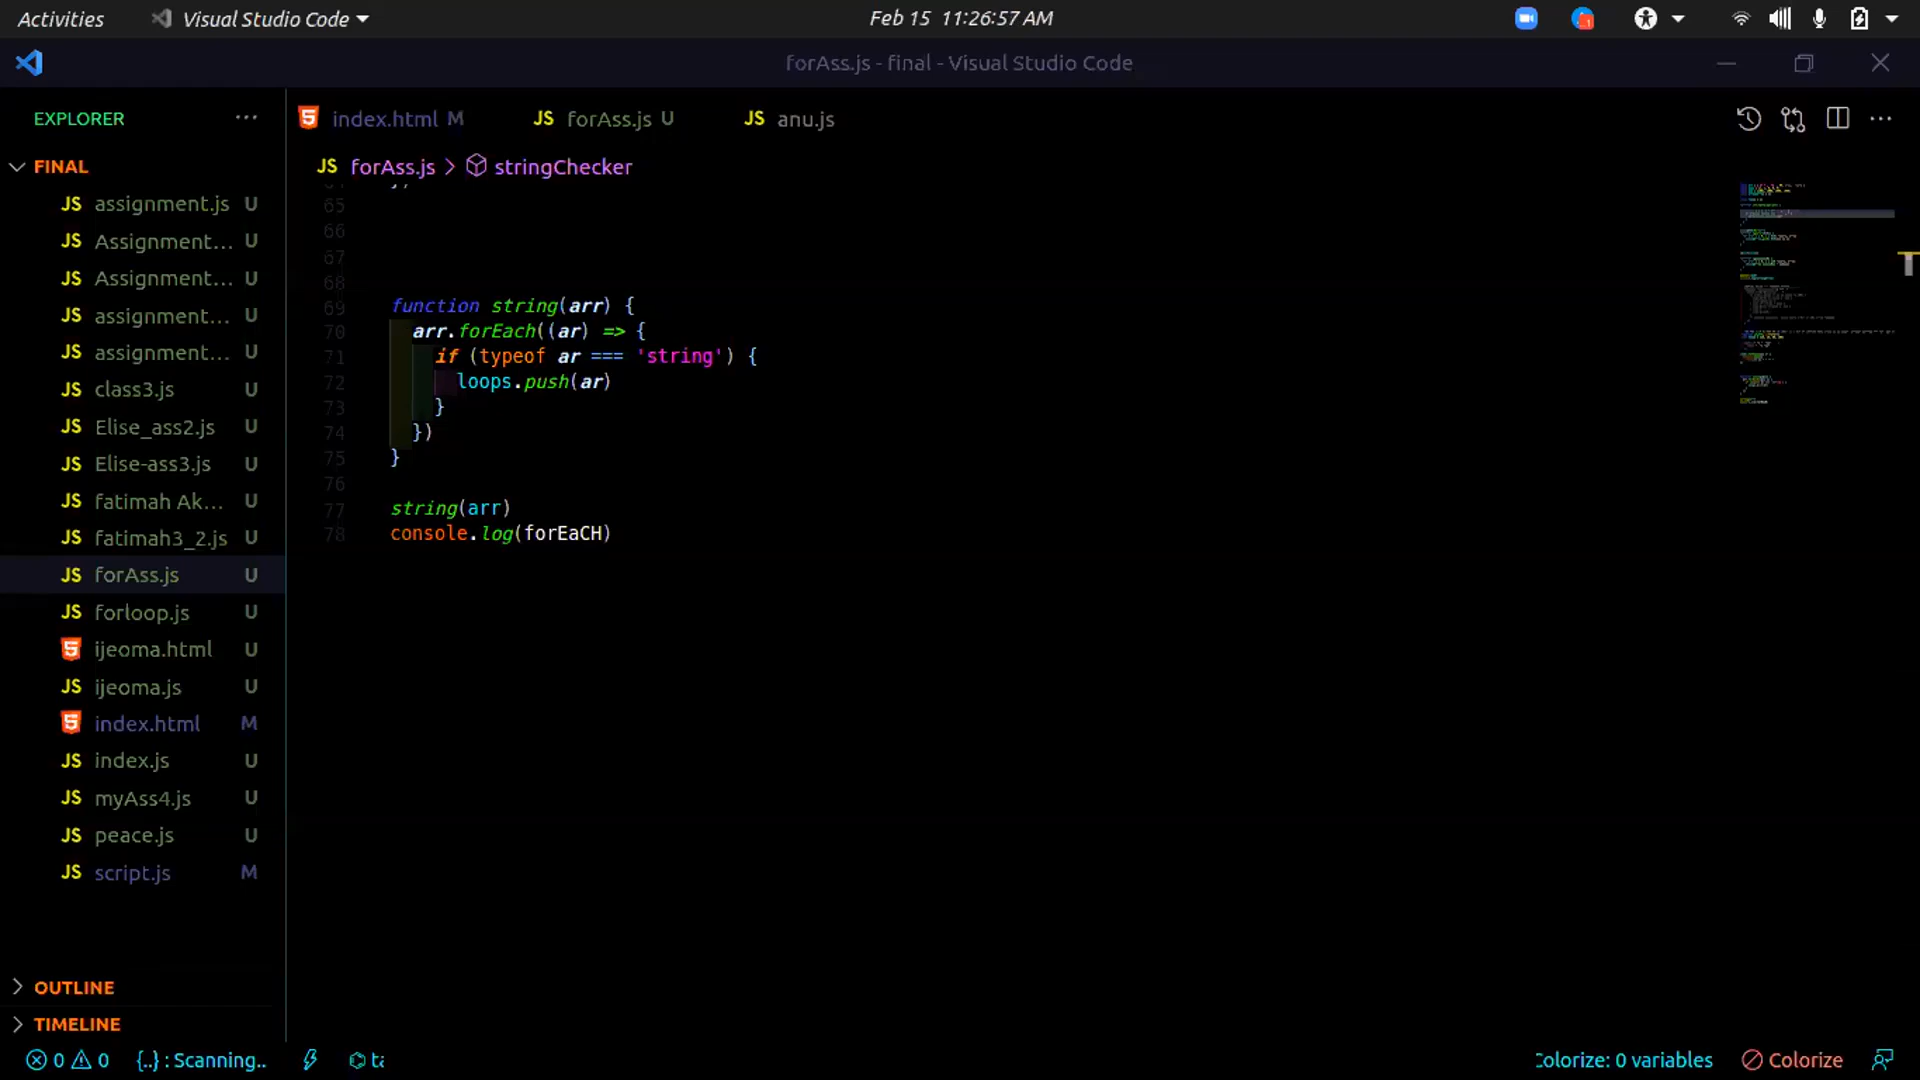 Activities Visual Studio Code Feb 15 11:26:57 AM
forAss.js - final - Visual Studio Code
EXPLORER ··· index.html M JS forAss.js U JS anu.js
FINAL JS forAss.js > stringChecker
JS assignment.js U
JS Assignment... U
JS Assignment... U
JS assignment... U
JS assignment... U
JS class3.js U
JS Elise_ass2.js U
JS Elise-ass3.js U
JS fatimah Ak... U
JS fatimah3_2.js U
JS forAss.js U
JS forloop.js U
ijeoma.html U
JS ijeoma.js U
index.html M
JS index.js U
JS myAss4.js U
JS peace.js U
JS script.js M
OUTLINE
TIMELINE
65
66
67
68
69 function string(arr) {
70 arr.forEach((ar) => {
71 if (typeof ar === 'string') {
72 loops.push(ar)
73 }
74 })
75 }
76
77 string(arr)
78 console.log(forEaCH)
0 0 {..} : Scanning.. ta Colorize: 0 variables Colorize